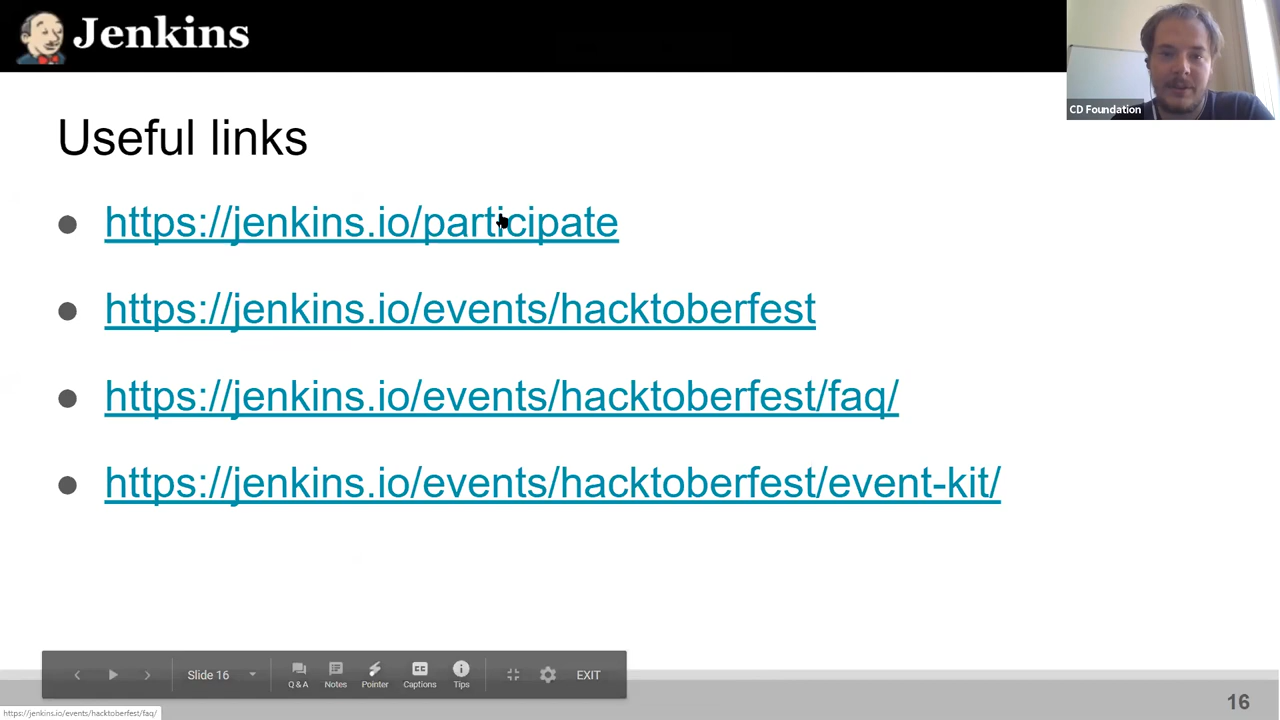 Jenkins
CD Foundation
Useful links
https://jenkins.io/participate
https://jenkins.io/events/hacktoberfest
https://jenkins.io/events/hacktoberfest/faq/
https://jenkins.io/events/hacktoberfest/event-kit/
Slide 16
Q & A
Notes
Pointer
CC
Captions
Tips
EXIT
16
https://jenkins.io/events/hacktoberfest/faq/